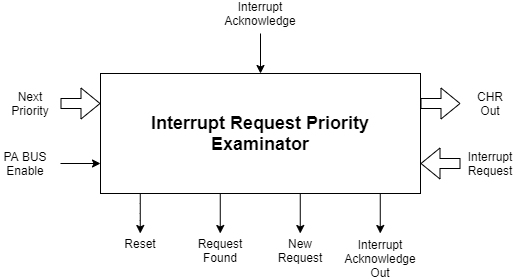 Interrupt
Acknowledge
Next
Priority
CHR
Out
Interrupt Request Priority
Examinator
PA BUS
Enable
Interrupt
Request
Reset
Request
Found
New
Request
Interrupt
Acknowledge
Out